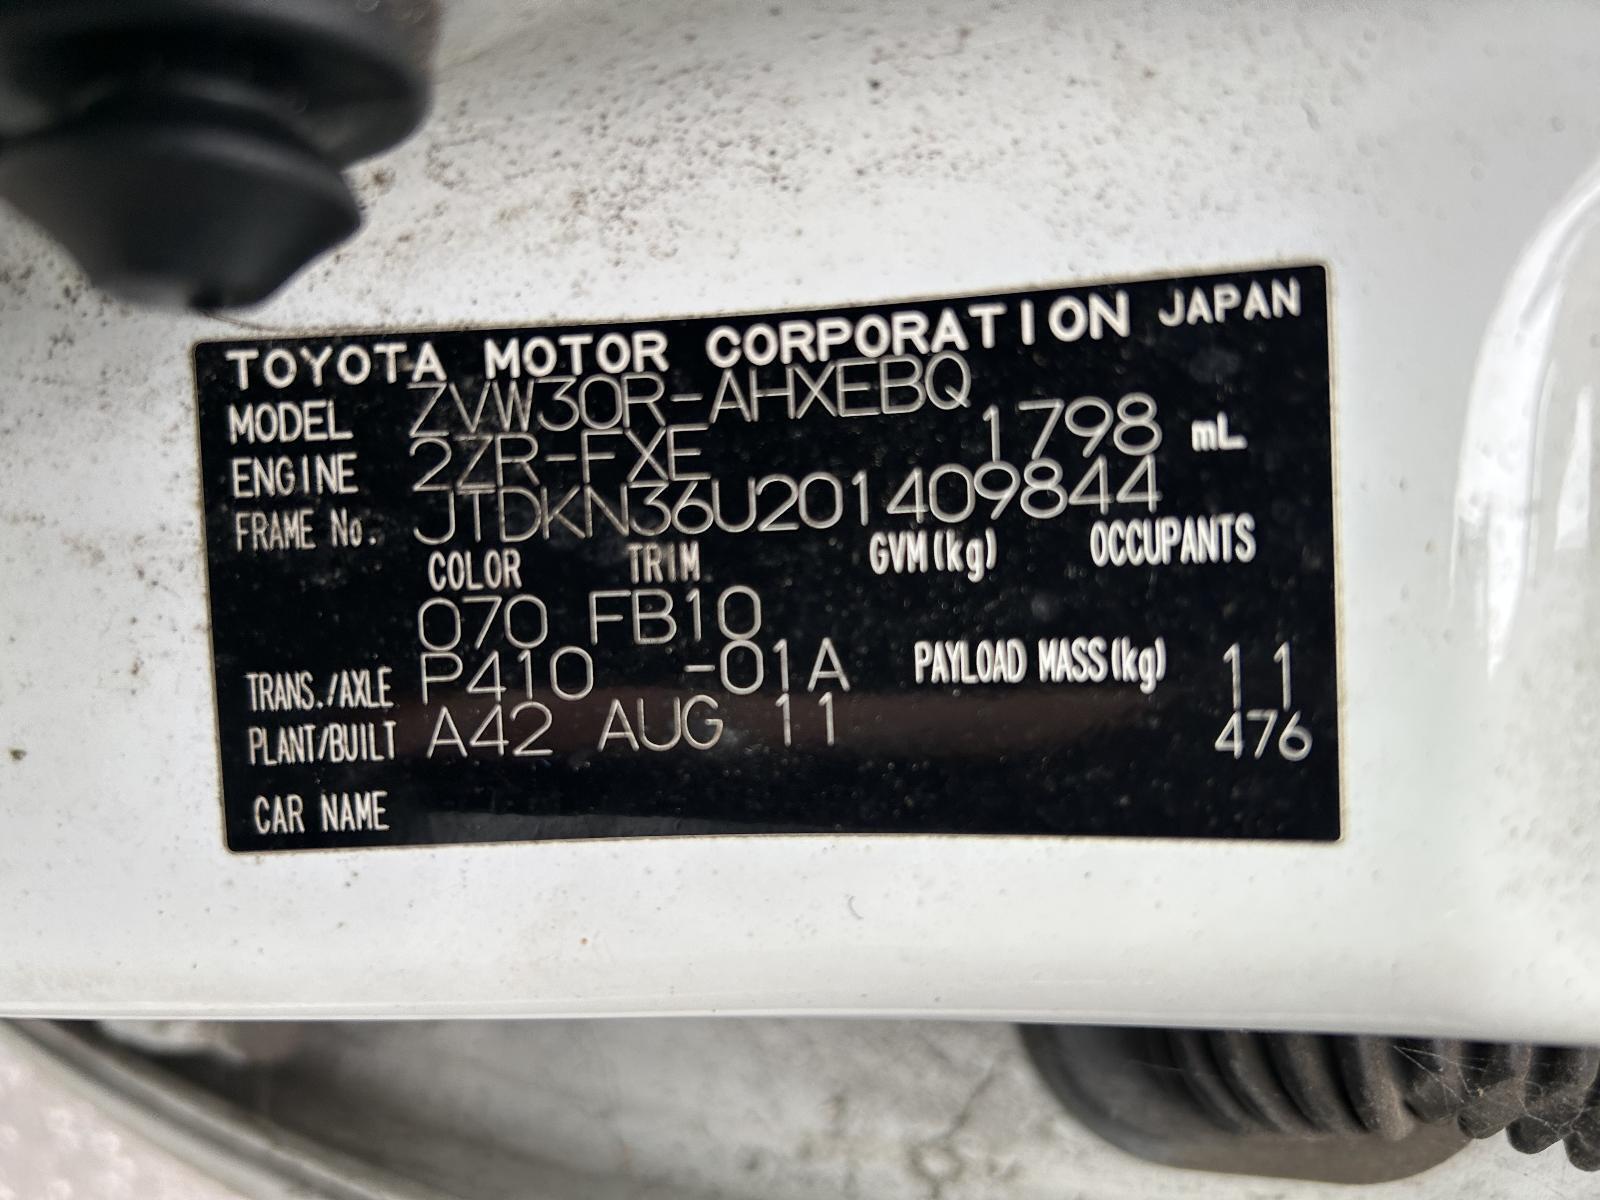 TOYOTA MOTOR CORPORATION JAPAN
MODEL ZVW30R-AHXEBQ
ENGINE 2ZR-FXE 1798 mL
FRAME No. JTDKN36U201409844
COLOR TRIM GVM(kg) OCCUPANTS
070 FB10
TRANS./AXLE P410 -01A PAYLOAD MASS(kg) 11
PLANT/BUILT A42 AUG 11 476
CAR NAME